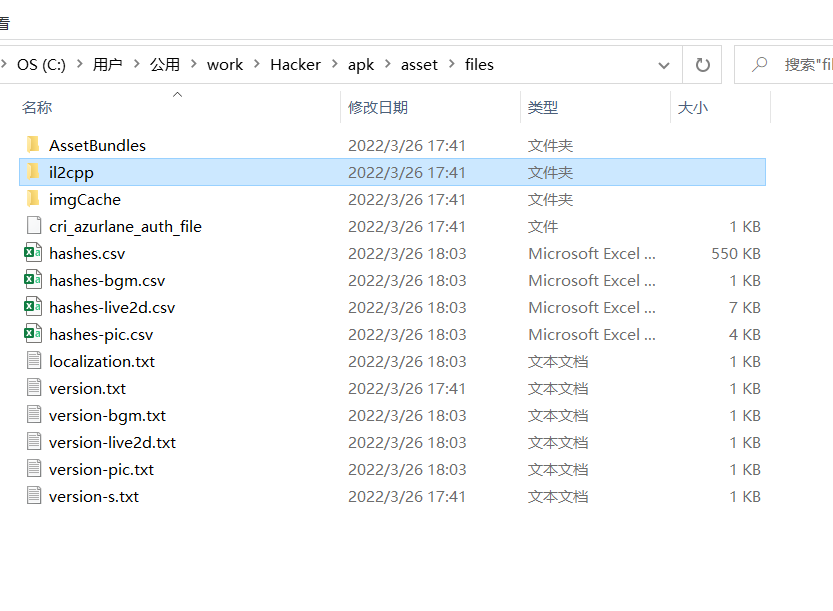 看
OS (C:) > 用户 > 公用 > work > Hacker > apk > asset > files 搜索"fil
名称 修改日期 类型 大小
AssetBundles 2022/3/26 17:41 文件夹
il2cpp 2022/3/26 17:41 文件夹
imgCache 2022/3/26 17:41 文件夹
cri_azurlane_auth_file 2022/3/26 17:41 文件 1 KB
hashes.csv 2022/3/26 18:03 Microsoft Excel ... 550 KB
hashes-bgm.csv 2022/3/26 18:03 Microsoft Excel ... 1 KB
hashes-live2d.csv 2022/3/26 18:03 Microsoft Excel ... 7 KB
hashes-pic.csv 2022/3/26 18:03 Microsoft Excel ... 4 KB
localization.txt 2022/3/26 18:03 文本文档 1 KB
version.txt 2022/3/26 17:41 文本文档 1 KB
version-bgm.txt 2022/3/26 18:03 文本文档 1 KB
version-live2d.txt 2022/3/26 18:03 文本文档 1 KB
version-pic.txt 2022/3/26 18:03 文本文档 1 KB
version-s.txt 2022/3/26 17:41 文本文档 1 KB